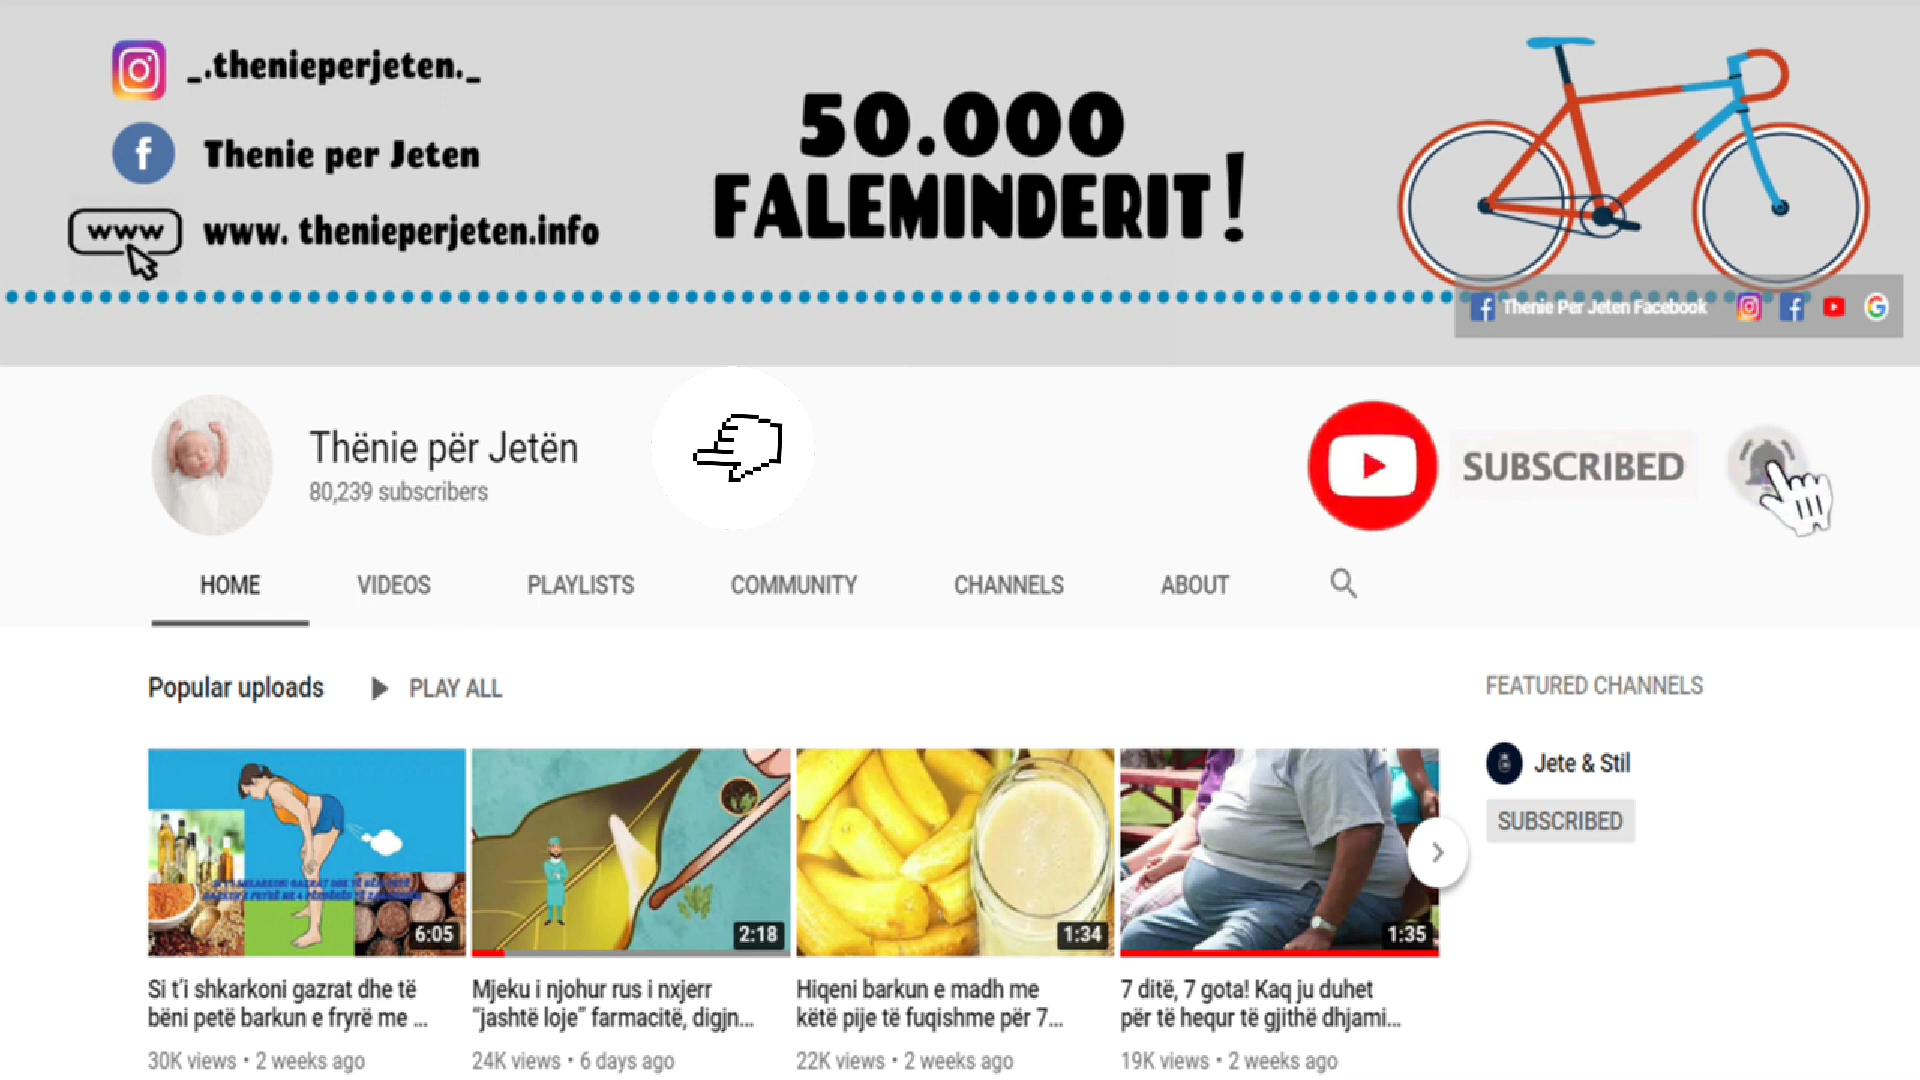 _.thenieperjeten._
Thenie per Jeten
www
www. thenieperjeten.info
50.000
FALEMINDERIT!
Thenie Per Jeten Facebook
Thënie për Jetën
80,239 subscribers
SUBSCRIBED
HOME
VIDEOS
PLAYLISTS
COMMUNITY
CHANNELS
ABOUT
Popular uploads
PLAY ALL
FEATURED CHANNELS
Jete & Stil
SUBSCRIBED
6:05
2:18
1:34
1:35
Si t'i shkarkoni gazrat dhe të
bëni petë barkun e fryrë me ...
30K views • 2 weeks ago
Mjeku i njohur rus i nxjerr
"jashtë loje" farmacitë, digjn...
24K views • 6 days ago
Hiqeni barkun e madh me
këtë pije të fuqishme për 7...
22K views • 2 weeks ago
7 ditë, 7 gota! Kaq ju duhet
për të hequr të gjithë dhjami...
19K views • 2 weeks ago